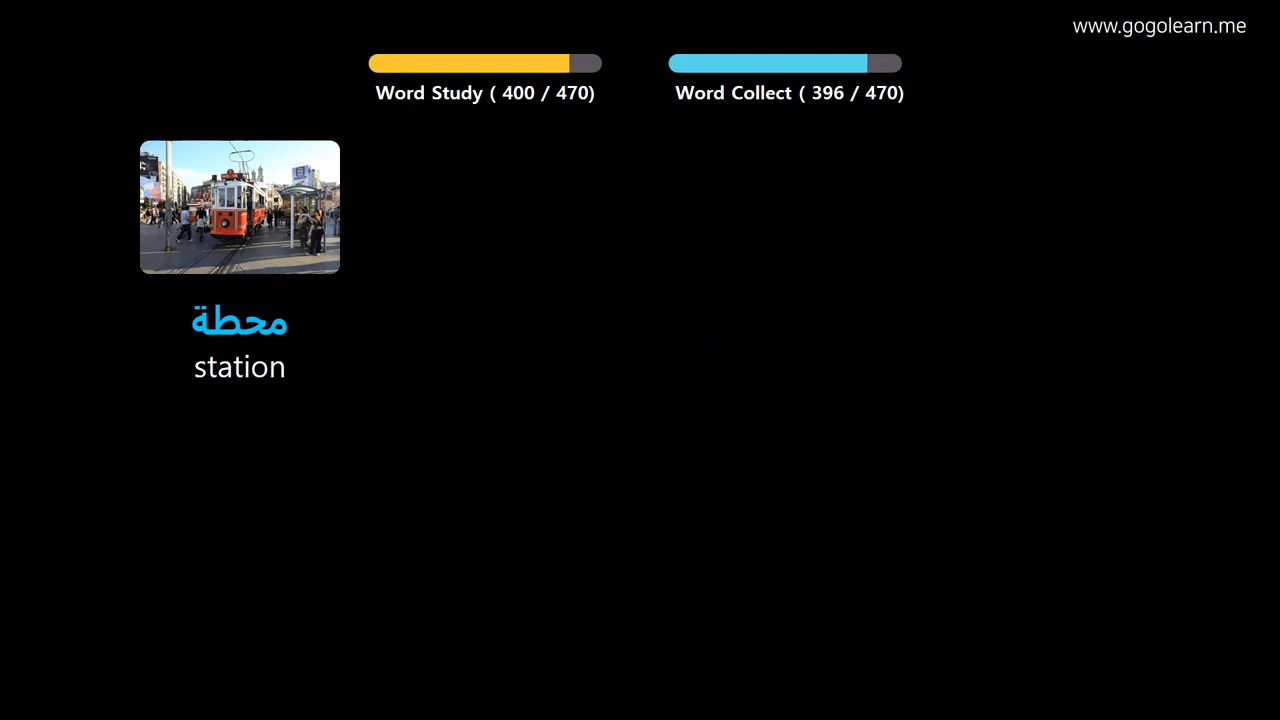 www.gogolearn.me
Word Study ( 400 / 470)
Word Collect ( 396 / 470)
محطة
station